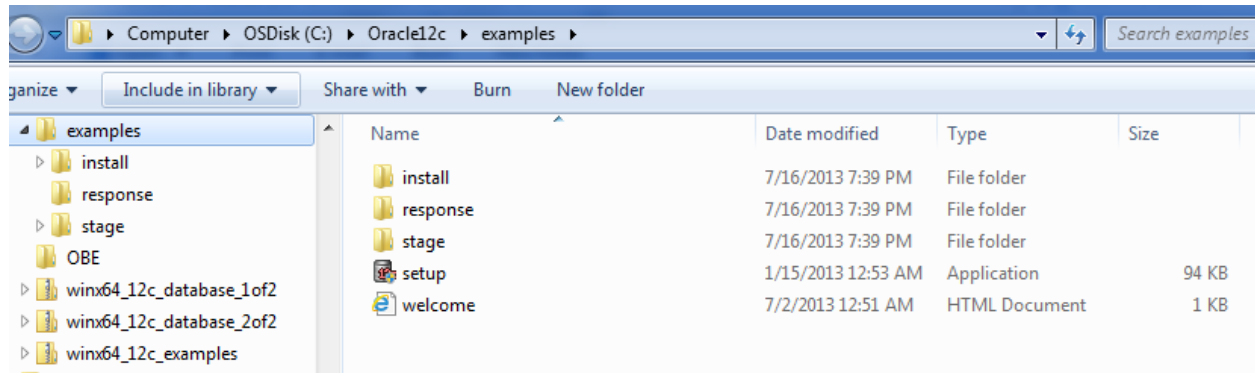 Computer OSDisk (C:) Oracle12c examples Search examples
ganize Include in library Share with Burn New folder
examples
install
response
stage
OBE
winx64_12c_database_1of2
winx64_12c_database_2of2
winx64_12c_examples
Name Date modified Type Size
install 7/16/2013 7:39 PM File folder
response 7/16/2013 7:39 PM File folder
stage 7/16/2013 7:39 PM File folder
setup 1/15/2013 12:53 AM Application 94 KB
welcome 7/2/2013 12:51 AM HTML Document 1 KB